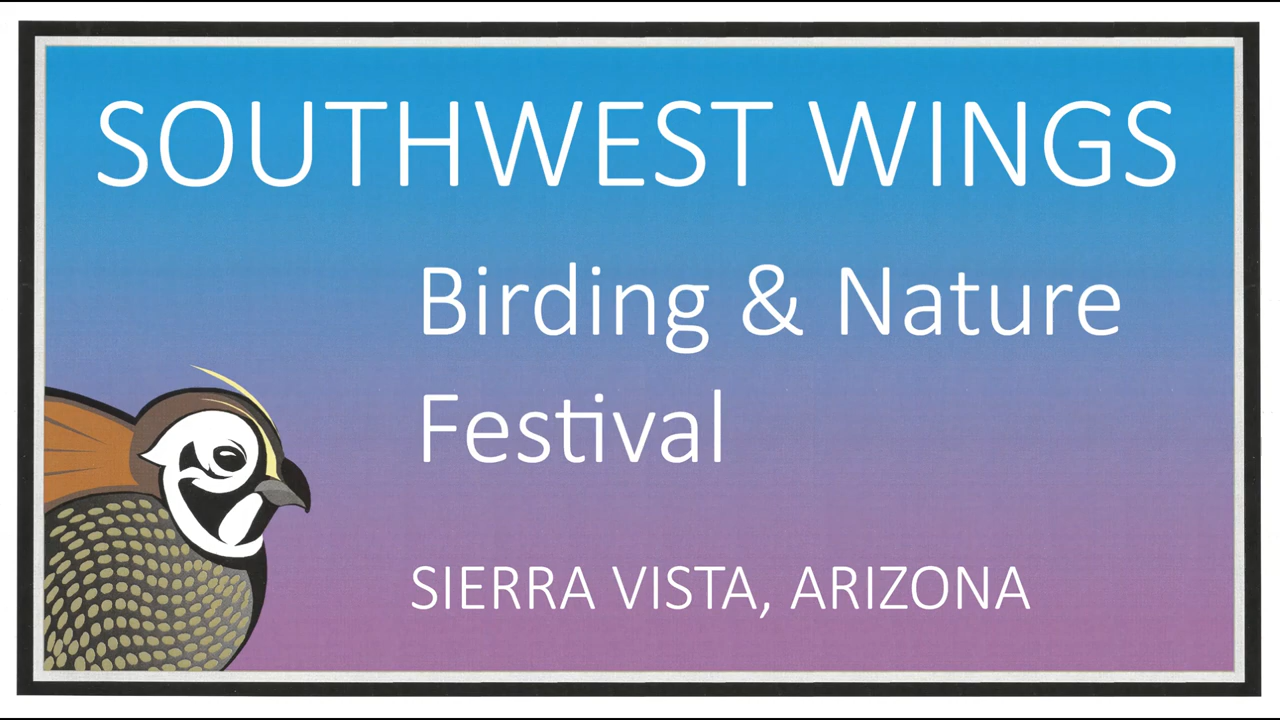 SOUTHWEST WINGS
Birding & Nature
Festival
SIERRA VISTA, ARIZONA